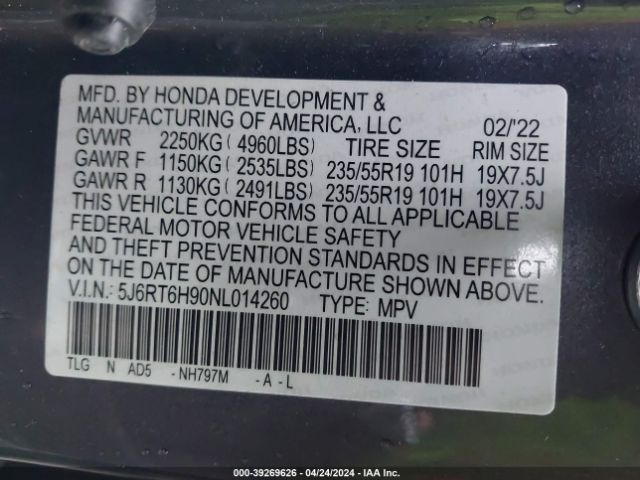 MFD. BY HONDA DEVELOPMENT &
MANUFACTURING OF AMERICA, LLC 02/'22
GVWR 2250KG ( 4960LBS) TIRE SIZE RIM SIZE
GAWR F 1150KG ( 2535LBS) 235/55R19 101H 19X7.5J
GAWR R 1130KG ( 2491LBS) 235/55R19 101H 19X7.5J
THIS VEHICLE CONFORMS TO ALL APPLICABLE
FEDERAL MOTOR VEHICLE SAFETY
AND THEFT PREVENTION STANDARDS IN EFFECT
ON THE DATE OF MANUFACTURE SHOWN ABOVE.
V.I.N.: 5J6RT6H90NL014260 TYPE: MPV
TLG N AD5 - NH797M - A - L
000-39269626 - 04/24/2024 - IAA Inc.